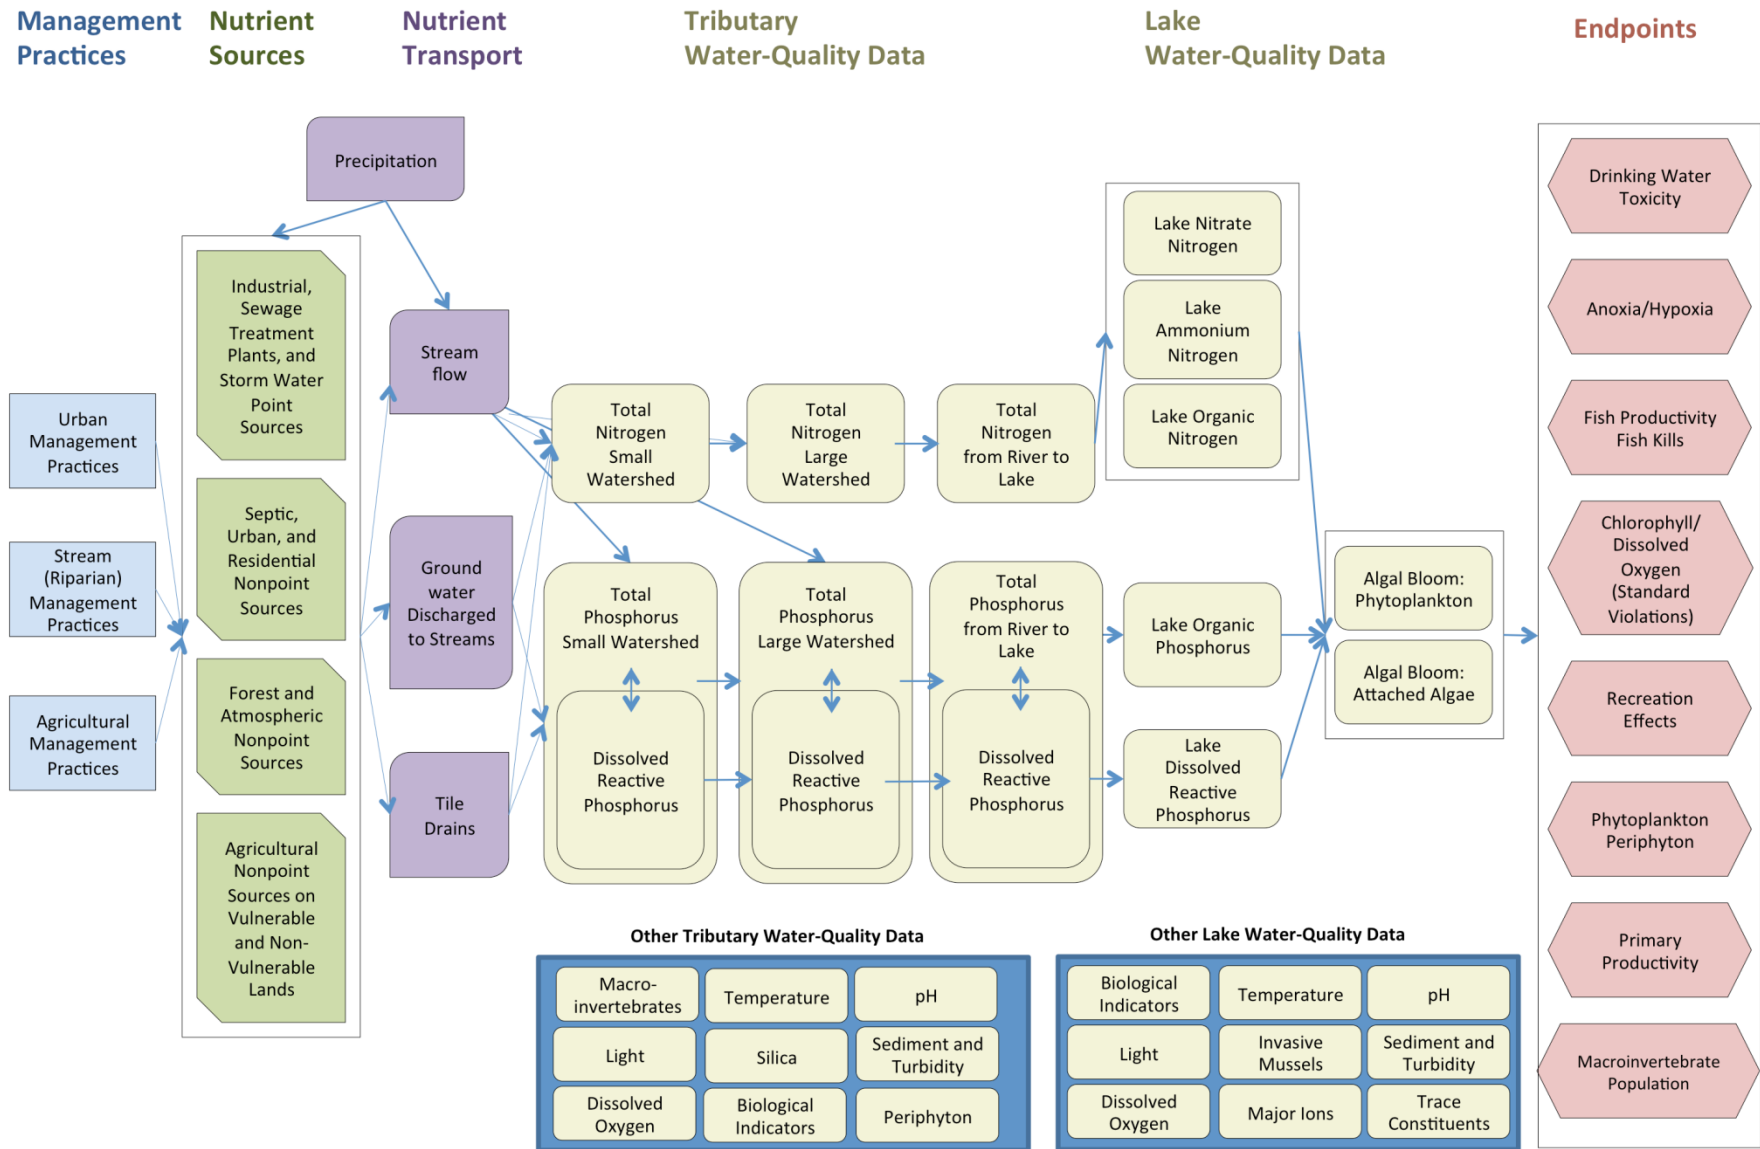 Management
Practices
Nutrient
Sources
Nutrient
Transport
Tributary
Water-Quality Data
Lake
Water-Quality Data
Endpoints
Urban
Management
Practices
Stream
(Riparian)
Management
Practices
Agricultural
Management
Practices
Industrial,
Sewage
Treatment
Plants, and
Storm Water
Point
Sources
Septic,
Urban, and
Residential
Nonpoint
Sources
Forest and
Atmospheric
Nonpoint
Sources
Agricultural
Nonpoint
Sources on
Vulnerable
and Non-
Vulnerable
Lands
Precipitation
Stream
flow
Ground
water
Discharged
to Streams
Tile
Drains
Total
Nitrogen
Small
Watershed
Total
Nitrogen
Large
Watershed
Total
Nitrogen
from River to
Lake
Total
Phosphorus
Small Watershed
Dissolved
Reactive
Phosphorus
Total
Phosphorus
Large Watershed
Dissolved
Reactive
Phosphorus
Total
Phosphorus
from River to
Lake
Dissolved
Reactive
Phosphorus
Lake Nitrate
Nitrogen
Lake
Ammonium
Nitrogen
Lake Organic
Nitrogen
Lake Organic
Phosphorus
Lake
Dissolved
Reactive
Phosphorus
Algal Bloom:
Phytoplankton
Algal Bloom:
Attached Algae
Drinking Water
Toxicity
Anoxia/Hypoxia
Fish Productivity
Fish Kills
Chlorophyll/
Dissolved
Oxygen
(Standard
Violations)
Recreation
Effects
Phytoplankton
Periphyton
Primary
Productivity
Macroinvertebrate
Population
Other Tributary Water-Quality Data
Macro-
invertebrates
Temperature
pH
Light
Silica
Sediment and
Turbidity
Dissolved
Oxygen
Biological
Indicators
Periphyton
Other Lake Water-Quality Data
Biological
Indicators
Temperature
pH
Light
Invasive
Mussels
Sediment and
Turbidity
Dissolved
Oxygen
Major Ions
Trace
Constituents